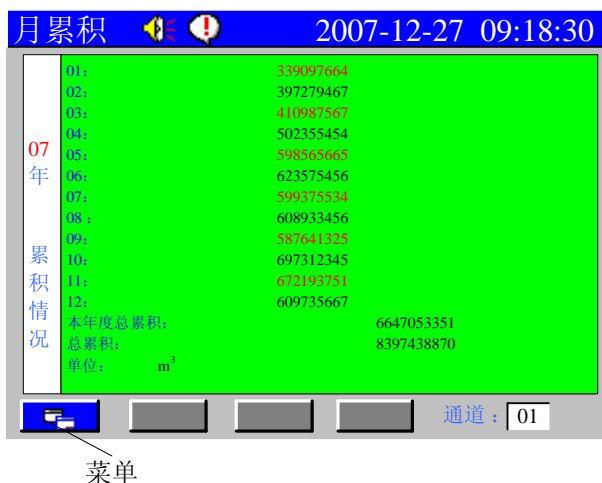 月累积 2007-12-27 09:18:30
01: 339097664
02: 397279467
03: 410987567
04: 502355454
05: 598565665
06: 623575456
07: 599375534
08: 608933456
09: 587641325
10: 697312345
11: 672193751
12: 609735667
本年度总累积: 6647053351
总累积: 8397438870
单位: m³
07
年
累
积
情
况
通道: 01
菜单